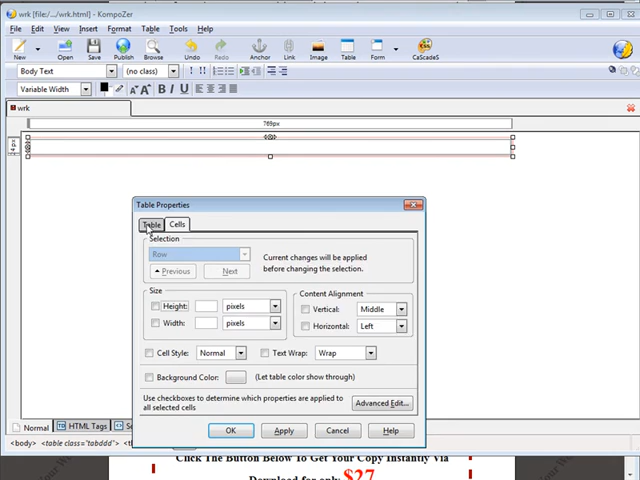 wrk [file:/.../wrk.html] - KompoZer
File Edit View Insert Format Table Tools Help
New Open Save Publish Browse Undo Redo Anchor Link Image Table Form CaScadeS
Body Text (no class)
Variable Width
wrk
769px
Table Properties
Table Cells
Selection
Row
Current changes will be applied
before changing the selection.
Previous Next
Size
Height: pixels
Width: pixels
Content Alignment
Vertical: Middle
Horizontal: Left
Cell Style: Normal Text Wrap: Wrap
Background Color: (Let table color show through)
Use checkboxes to determine which properties are applied to
all selected cells
Advanced Edit...
OK Apply Cancel Help
Normal HTML Tags
<body> <table class="tabddd">
Click The Button Below To Get Your Copy Instantly Via
Download for only $27